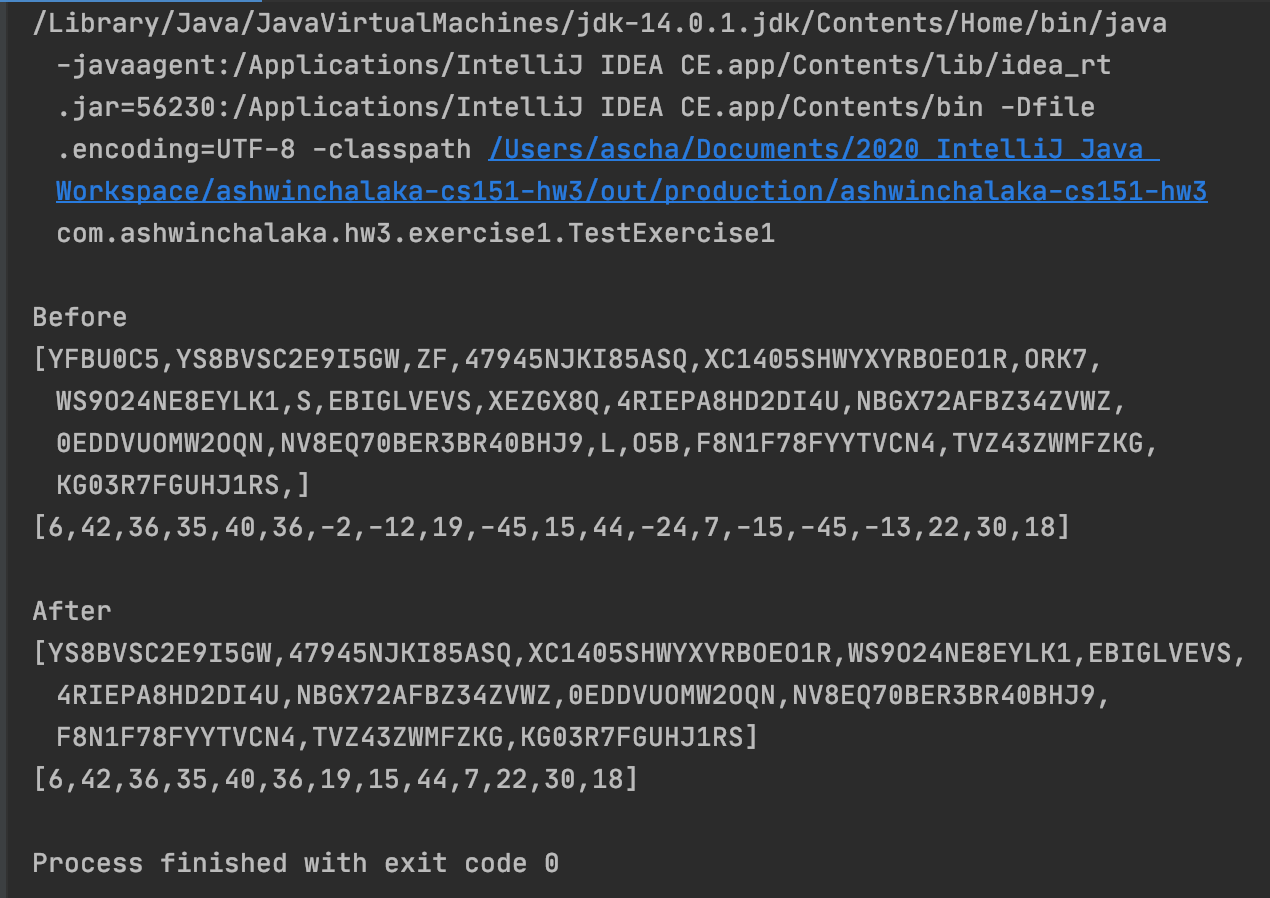 /Library/Java/JavaVirtualMachines/jdk-14.0.1.jdk/Contents/Home/bin/java
-javaagent:/Applications/IntelliJ IDEA CE.app/Contents/lib/idea_rt
.jar=56230:/Applications/IntelliJ IDEA CE.app/Contents/bin -Dfile
.encoding=UTF-8 -classpath /Users/ascha/Documents/2020 IntelliJ Java
Workspace/ashwinchalaka-cs151-hw3/out/production/ashwinchalaka-cs151-hw3
com.ashwinchalaka.hw3.exercise1.TestExercise1
Before
[YFBU0C5,YS8BVSC2E9I5GW,ZF,47945NJKI85ASQ,XC1405SHWYXYRBOEO1R,ORK7,
WS9O24NE8EYLK1,S,EBIGLVEVS,XEZGX8Q,4RIEPA8HD2DI4U,NBGX72AFBZ34ZVWZ,
0EDDVUOMW2OQN,NV8EQ70BER3BR40BHJ9,L,O5B,F8N1F78FYYTVCN4,TVZ43ZWMFZKG,
KG03R7FGUHJ1RS,]
[6,42,36,35,40,36,-2,-12,19,-45,15,44,-24,7,-15,-45,-13,22,30,18]
After
[YS8BVSC2E9I5GW,47945NJKI85ASQ,XC1405SHWYXYRBOEO1R,WS9O24NE8EYLK1,EBIGLVEVS,
4RIEPA8HD2DI4U,NBGX72AFBZ34ZVWZ,0EDDVUOMW2OQN,NV8EQ70BER3BR40BHJ9,
F8N1F78FYYTVCN4,TVZ43ZWMFZKG,KG03R7FGUHJ1RS]
[6,42,36,35,40,36,19,15,44,7,22,30,18]
Process finished with exit code 0